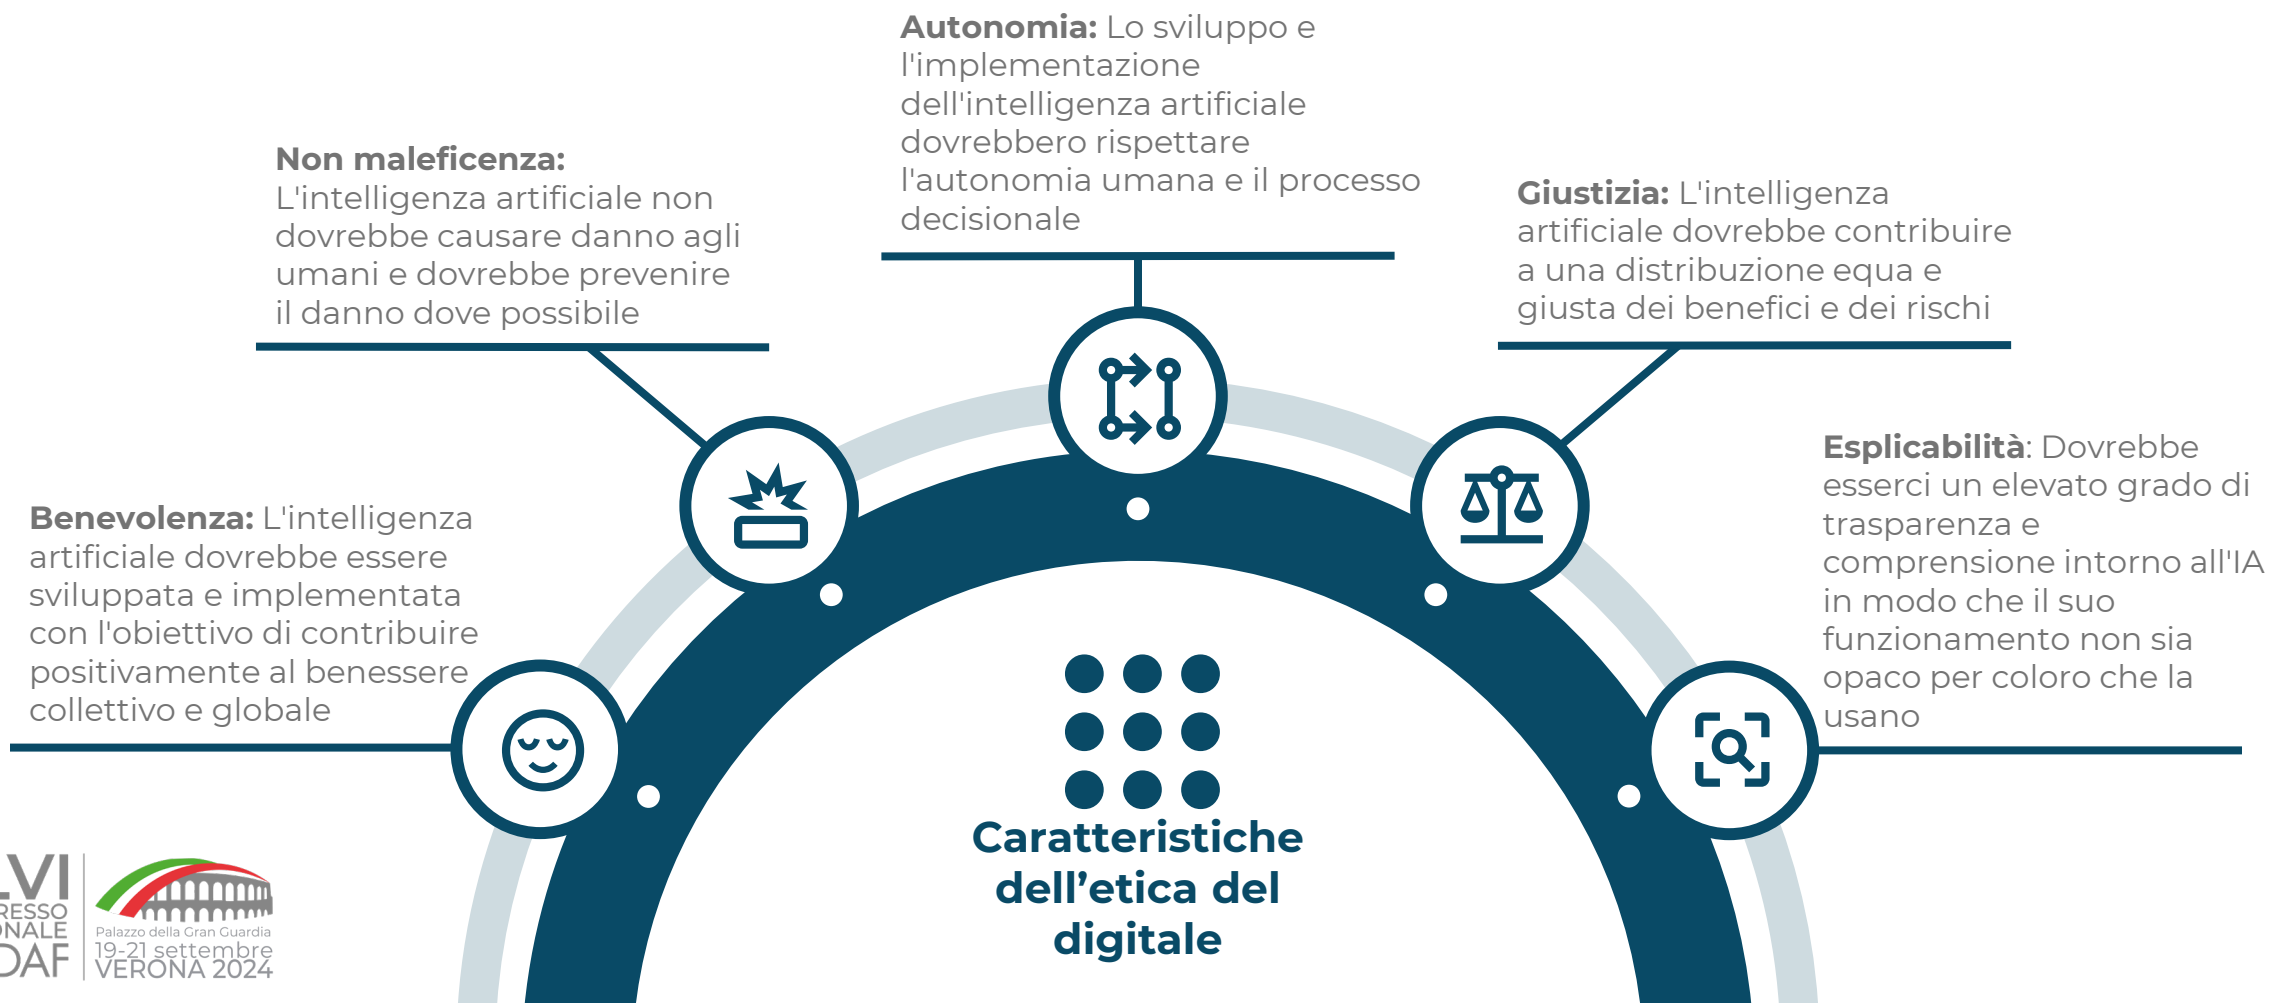 Autonomia: Lo sviluppo e
l'implementazione
dell'intelligenza artificiale
dovrebbero rispettare
l'autonomia umana e il processo
decisionale
Non maleficenza:
L'intelligenza artificiale non
dovrebbe causare danno agli
umani e dovrebbe prevenire
il danno dove possibile
Giustizia: L'intelligenza
artificiale dovrebbe contribuire
a una distribuzione equa e
giusta dei benefici e dei rischi
Benevolenza: L'intelligenza
artificiale dovrebbe essere
sviluppata e implementata
con l'obiettivo di contribuire
positivamente al benessere
collettivo e globale
Esplicabilità: Dovrebbe
esserci un elevato grado di
trasparenza e
comprensione intorno all'IA
in modo che il suo
funzionamento non sia
opaco per coloro che la
usano
Caratteristiche
dell’etica del
digitale
LVI
RESSO
ONALE
DAF
Palazzo della Gran Guardia
19-21 settembre
VERONA 2024